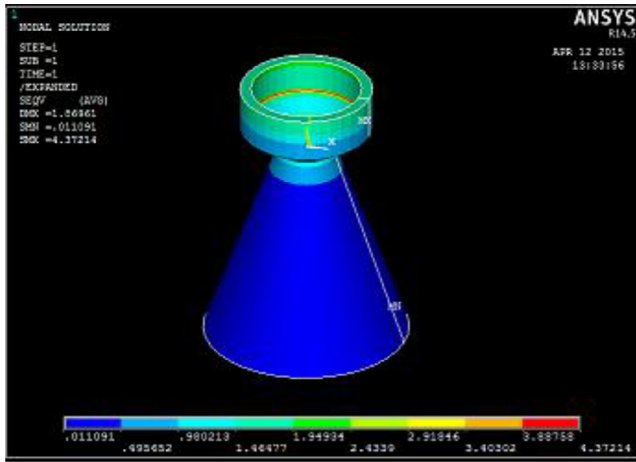 1
NODAL SOLUTION
STEP=1
SUB =1
TIME=1
/EXPANDED
SEQV (AVG)
DMX =1.86961
SMN =.011091
SMX =4.37214
ANSYS
R14.5
APR 12 2015
13:33:56
MX
X
MN
.011091 .980213 1.94934 2.91846 3.88758
.495652 1.46477 2.4339 3.40302 4.37214